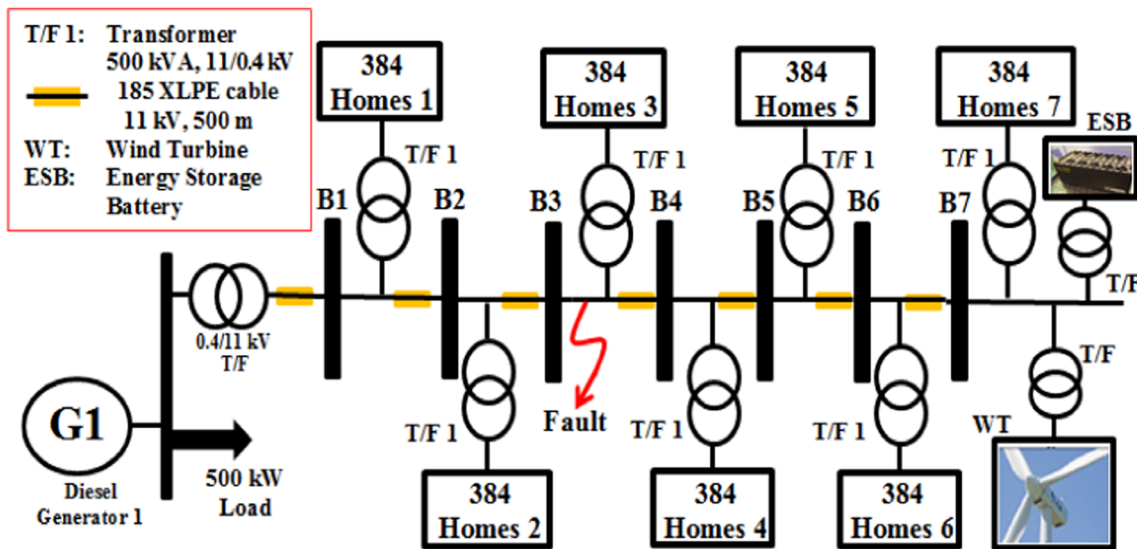 T/F 1: Transformer
500 kVA, 11/0.4 kV
185 XLPE cable
11 kV, 500 m
WT: Wind Turbine
ESB: Energy Storage
Battery
384
Homes 1
384
Homes 3
384
Homes 5
384
Homes 7
ESB
T/F 1
T/F 1
T/F 1
T/F 1
B1
B2
B3
B4
B5
B6
B7
T/F
0.4/11 kV
T/F
T/F 1
Fault
T/F 1
T/F 1
T/F
WT
G1
Diesel
Generator 1
500 kW
Load
384
Homes 2
384
Homes 4
384
Homes 6